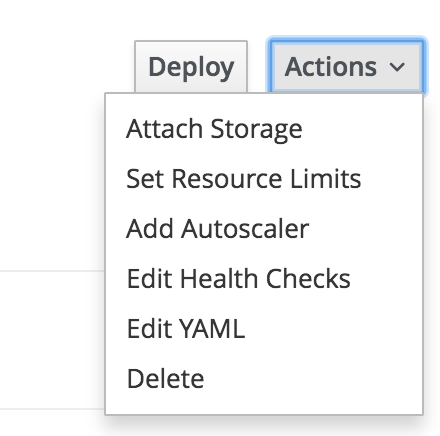 Deploy Actions
Attach Storage
Set Resource Limits
Add Autoscaler
Edit Health Checks
Edit YAML
Delete